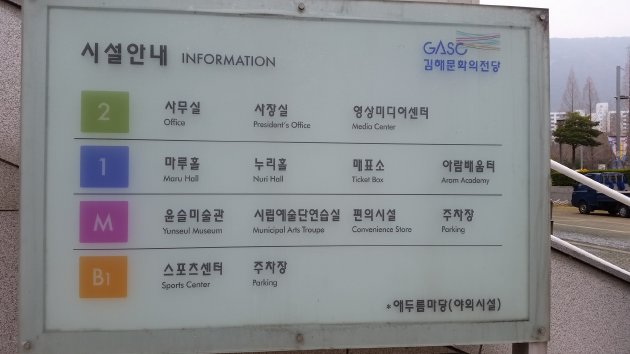 시설안내 INFORMATION
GASC
김해문화의전당
2 사무실 사장실 영상미디어센터
Office President's Office Media Center
1 마루홀 누리홀 매표소 아람배움터
Maru Hall Nuri Hall Ticket Box Aram Academy
M 윤슬미술관 시립예술단연습실 편의시설 주차장
Yunseul Museum Municipal Arts Troupe Convenience Store Parking
B1 스포츠센터 주차장
Sports Center Parking
*애두름마당(야외시설)